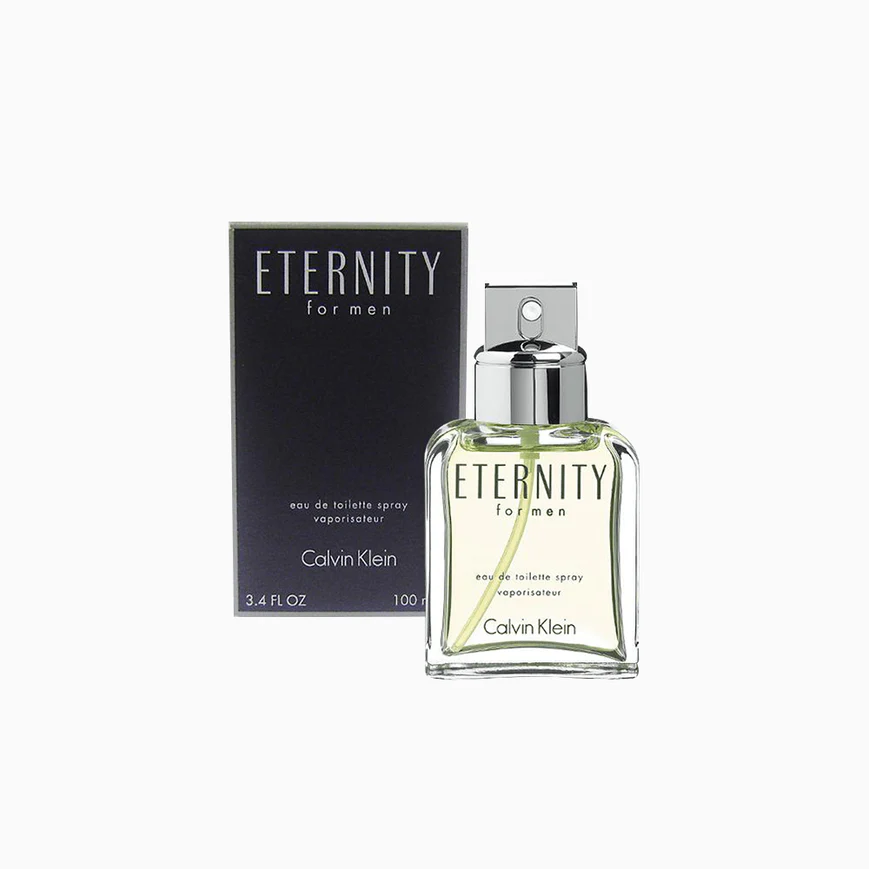 ETERNITY
for men
eau de toilette spray
vaporisateur
Calvin Klein
3.4 FL OZ 100
ETERNITY
for men
eau de toilette spray
vaporisateur
Calvin Klein